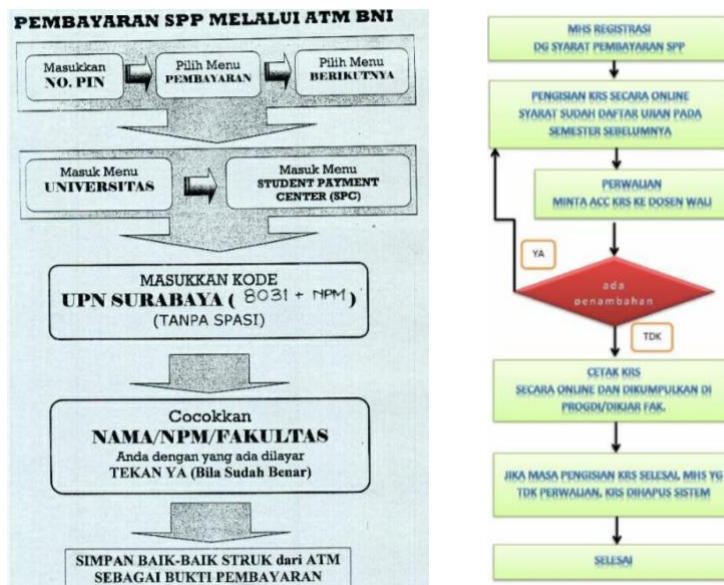 PEMBAYARAN SPP MELALUI ATM BNI
Masukkan
NO. PIN
Pilih Menu
PEMBAYARAN
Pilih Menu
BERIKUTNYA
Masuk Menu
UNIVERSITAS
Masuk Menu
STUDENT PAYMENT
CENTER (SPC)
MASUKKAN KODE
UPN SURABAYA ( 8031 + NPM )
(TANPA SPASI)
Cocokkan
NAMA/NPM/FAKULTAS
Anda dengan yang ada dilayar
TEKAN YA (Bila Sudah Benar)
SIMPAN BAIK-BAIK STRUK dari ATM
SEBAGAI BUKTI PEMBAYARAN
MHS REGISTRASI
DG SYARAT PEMBAYARAN SPP
PENGISIAN KRS SECARA ONLINE
SYARAT SUDAH DAFTAR UJIAN PADA
SEMESTER SEBELUMNYA
PERWALIAN
MINTA ACC KRS KE DOSEN WALI
YA
ada
penambahan
TDK
CETAK KRS
SECARA ONLINE DAN DIKUMPULKAN DI
PROGDI/DIKJAR FAK.
JIKA MASA PENGISIAN KRS SELESAI, MHS YG
TDK PERWALIAN, KRS DIHAPUS SISTEM
SELESAI